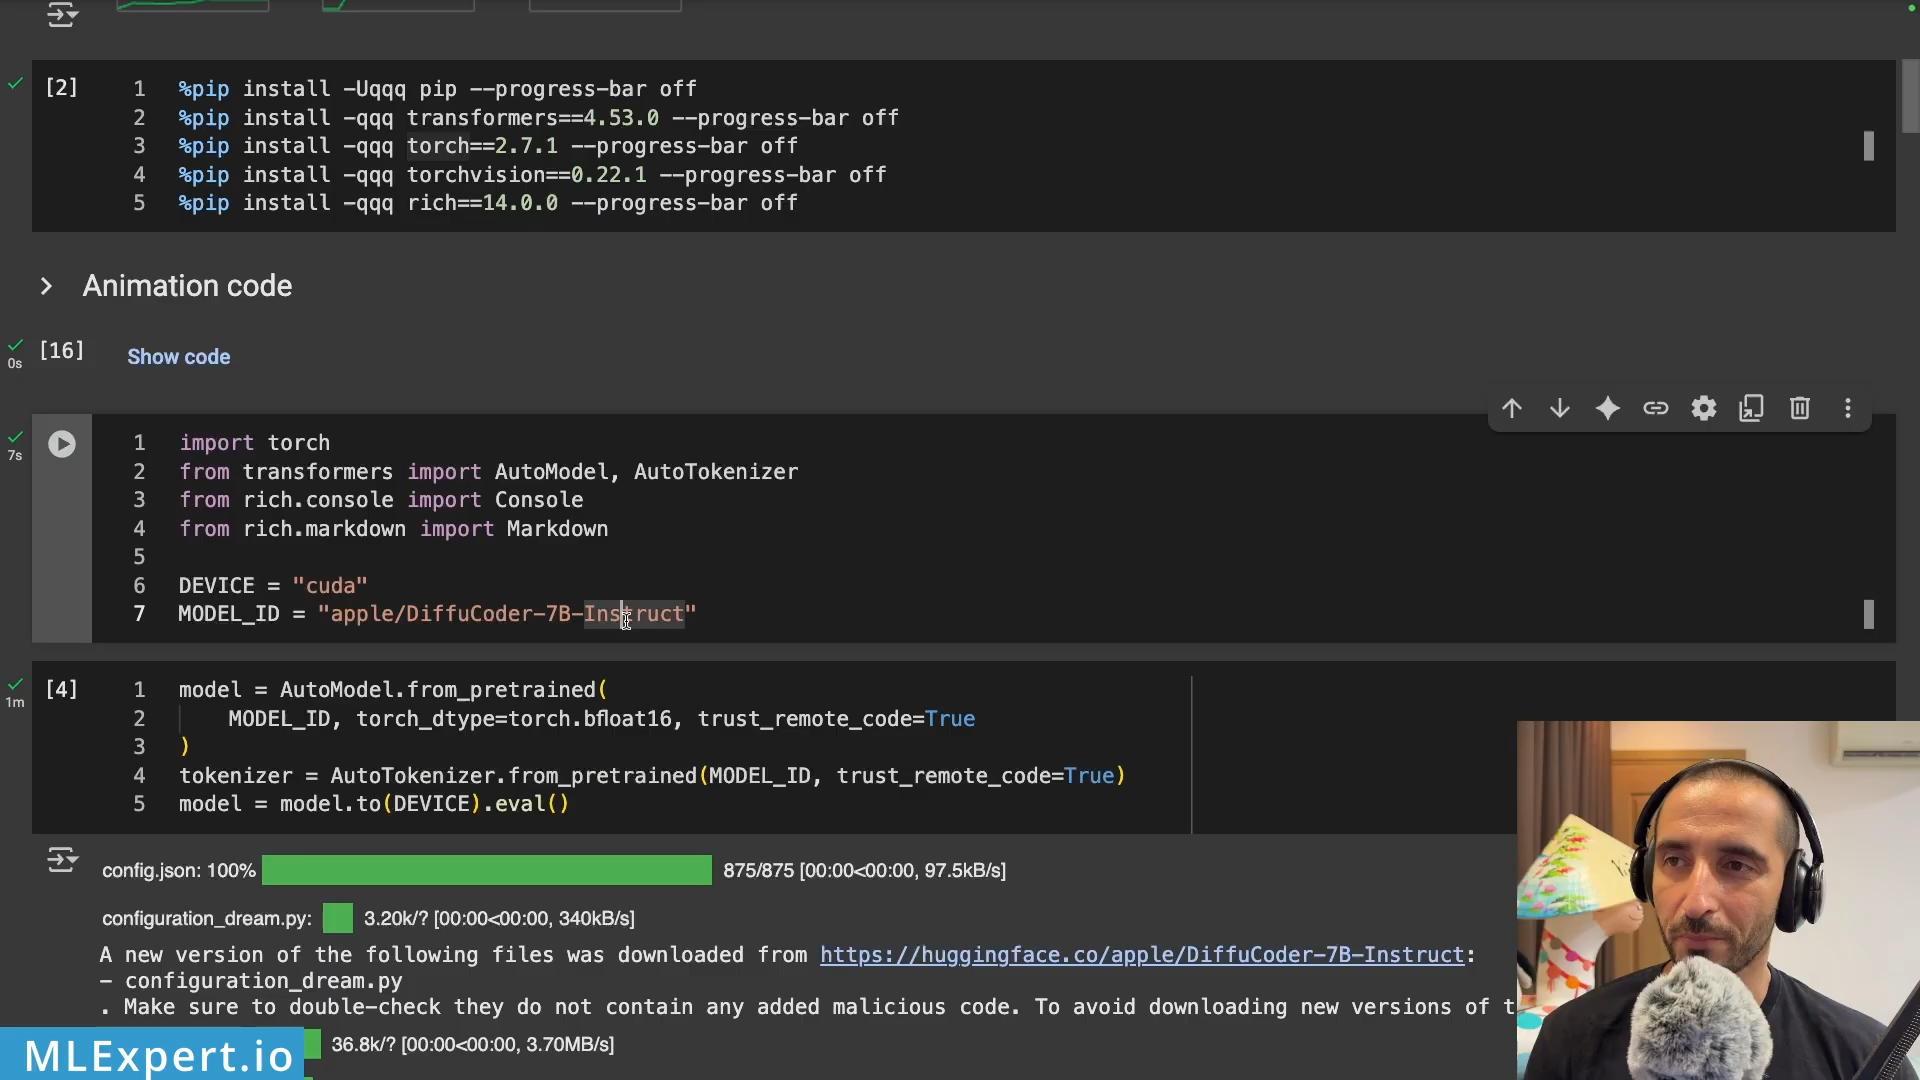 [2]
1 %pip install -Uqqq pip --progress-bar off
2 %pip install -qqq transformers==4.53.0 --progress-bar off
3 %pip install -qqq torch==2.7.1 --progress-bar off
4 %pip install -qqq torchvision==0.22.1 --progress-bar off
5 %pip install -qqq rich==14.0.0 --progress-bar off
Animation code
[16] Show code
0s
7s
1 import torch
2 from transformers import AutoModel, AutoTokenizer
3 from rich.console import Console
4 from rich.markdown import Markdown
5
6 DEVICE = "cuda"
7 MODEL_ID = "apple/DiffuCoder-7B-Instruct"
[4]
1m
1 model = AutoModel.from_pretrained(
2 MODEL_ID, torch_dtype=torch.bfloat16, trust_remote_code=True
3 )
4 tokenizer = AutoTokenizer.from_pretrained(MODEL_ID, trust_remote_code=True)
5 model = model.to(DEVICE).eval()
config.json: 100% 875/875 [00:00<00:00, 97.5kB/s]
configuration_dream.py: 3.20k/? [00:00<00:00, 340kB/s]
A new version of the following files was downloaded from https://huggingface.co/apple/DiffuCoder-7B-Instruct:
- configuration_dream.py
. Make sure to double-check they do not contain any added malicious code. To avoid downloading new versions of t
36.8k/? [00:00<00:00, 3.70MB/s]
MLExpert.io